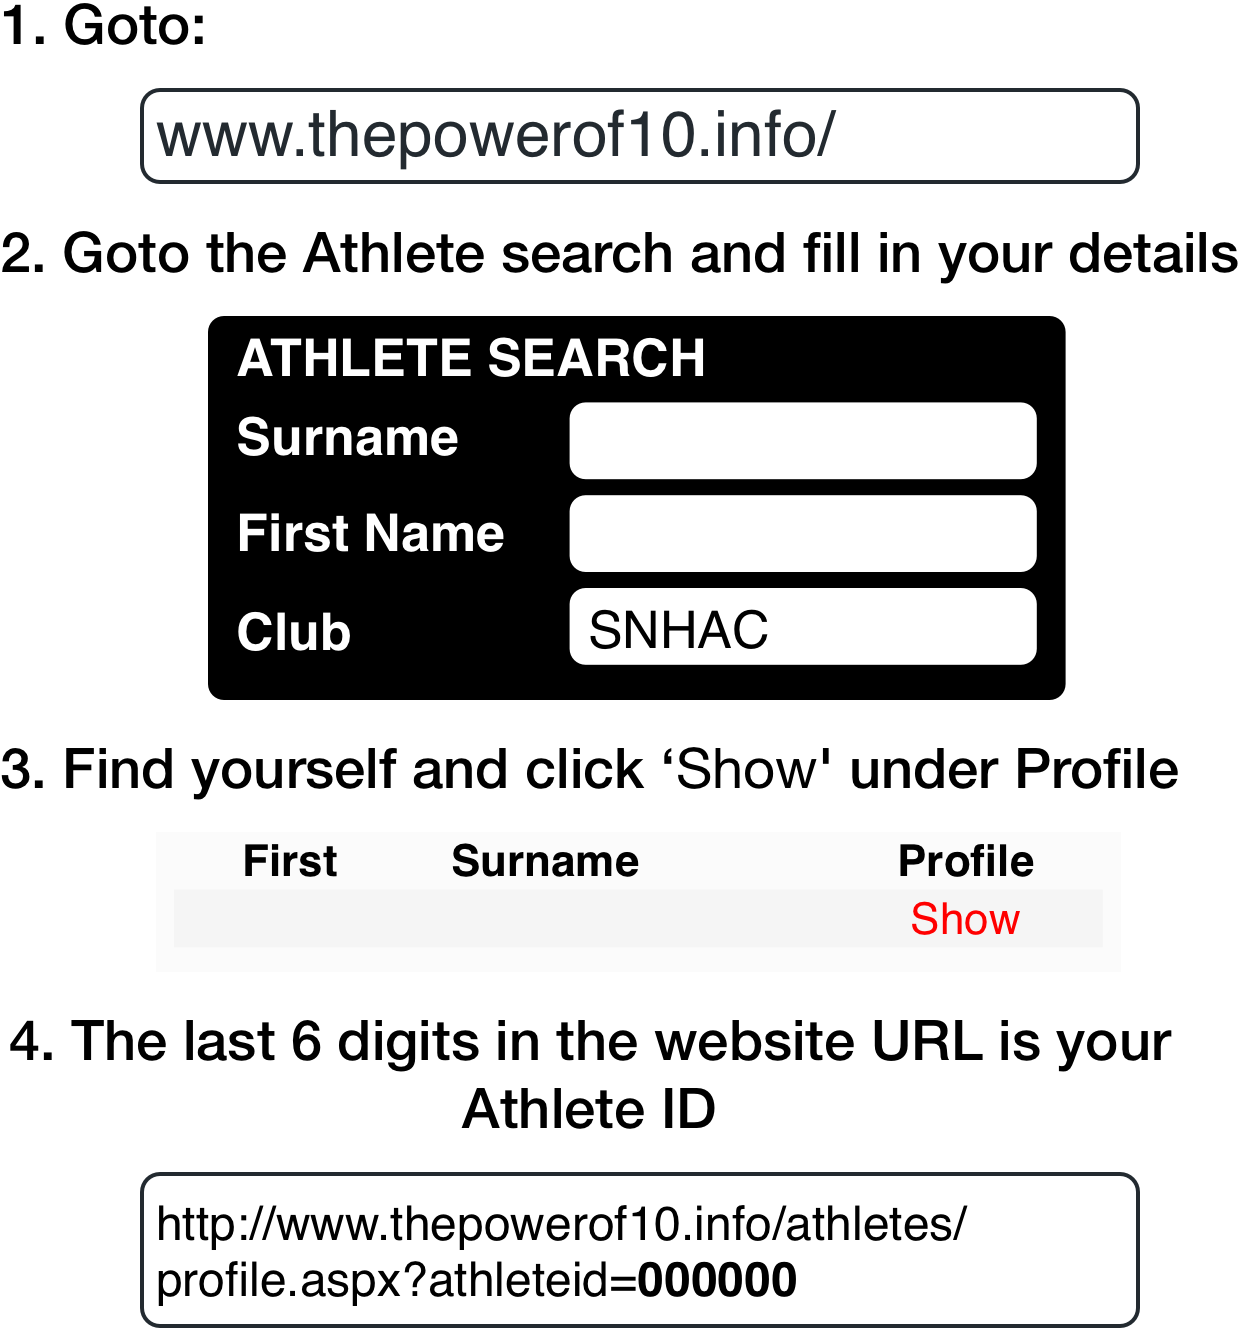 1. Goto:
www.thepowerof10.info/
2. Goto the Athlete search and fill in your details
ATHLETE SEARCH
Surname
First Name
Club SNHAC
3. Find yourself and click ‘Show' under Profile
First Surname Profile
Show
4. The last 6 digits in the website URL is your
Athlete ID
http://www.thepowerof10.info/athletes/
profile.aspx?athleteid=000000